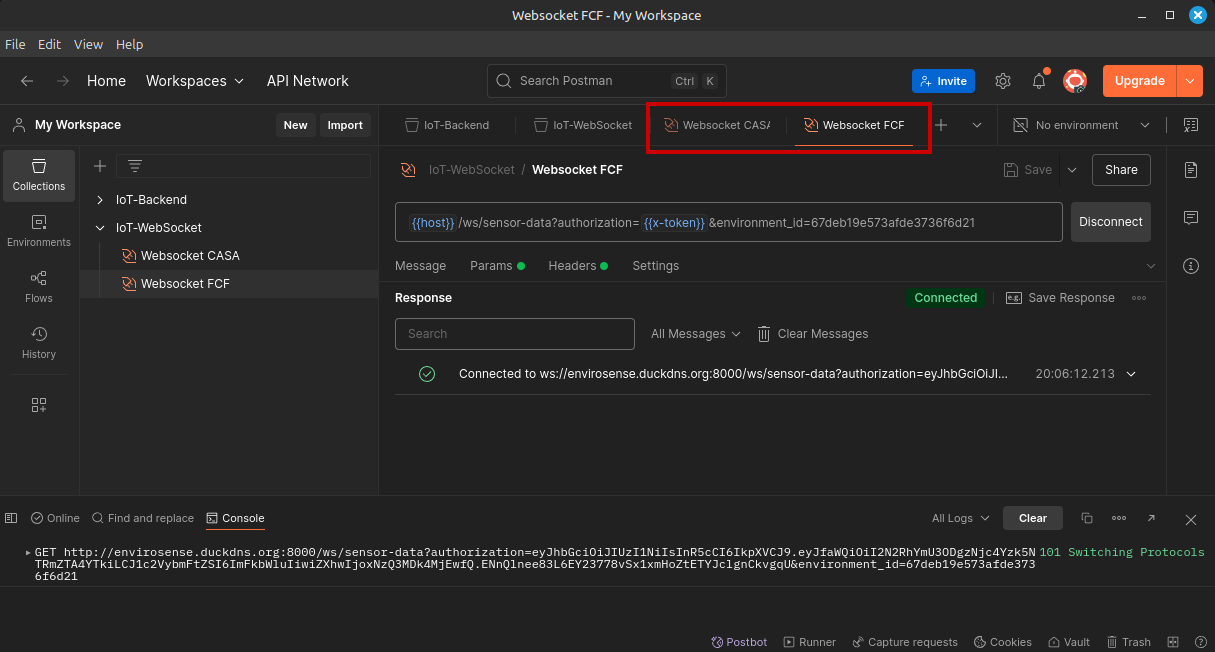 Websocket FCF - My Workspace
File Edit View Help
Home Workspaces API Network Search Postman Ctrl K Invite Upgrade
My Workspace New Import IoT-Backend IoT-WebSocket Websocket CASA Websocket FCF No environment
Collections
Environments
Flows
History
IoT-Backend
IoT-WebSocket
Websocket CASA
Websocket FCF
IoT-WebSocket / Websocket FCF Save Share
{{host}} /ws/sensor-data?authorization= {{x-token}} &environment_id=67deb19e573afde3736f6d21 Disconnect
Message Params Headers Settings
Response Connected e.g. Save Response
Search All Messages Clear Messages
Connected to ws://envirosense.duckdns.org:8000/ws/sensor-data?authorization=eyJhbGciOiJI... 20:06:12.213
Online Find and replace Console All Logs Clear
GET http://envirosense.duckdns.org:8000/ws/sensor-data?authorization=eyJhbGciOiJIUzI1NiIsInR5cCI6IkpXVCJ9.eyJfaWQiOiI2N2RhYmU3ODgzNjc4Yzk5N 101 Switching Protocols
TRmZTA4YTkiLCJ1c2VybmFtZSI6ImFkbWluIiwiZXhwIjoxNzQ3MDk4MjEwfQ.ENnQlnee83L6EY23778vSx1xmHoZtETYJclgnCkvgqU&environment_id=67deb19e573afde373
6f6d21
Postbot Runner Capture requests Cookies Vault Trash